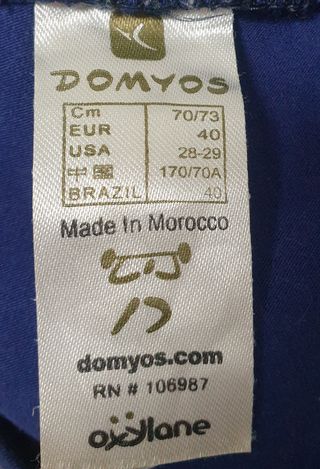 DOMYOS
Cm 70/73
EUR 40
USA 28-29
中國 170/70A
BRAZIL 40
Made In Morocco
domyos.com
RN # 106987
oxylane